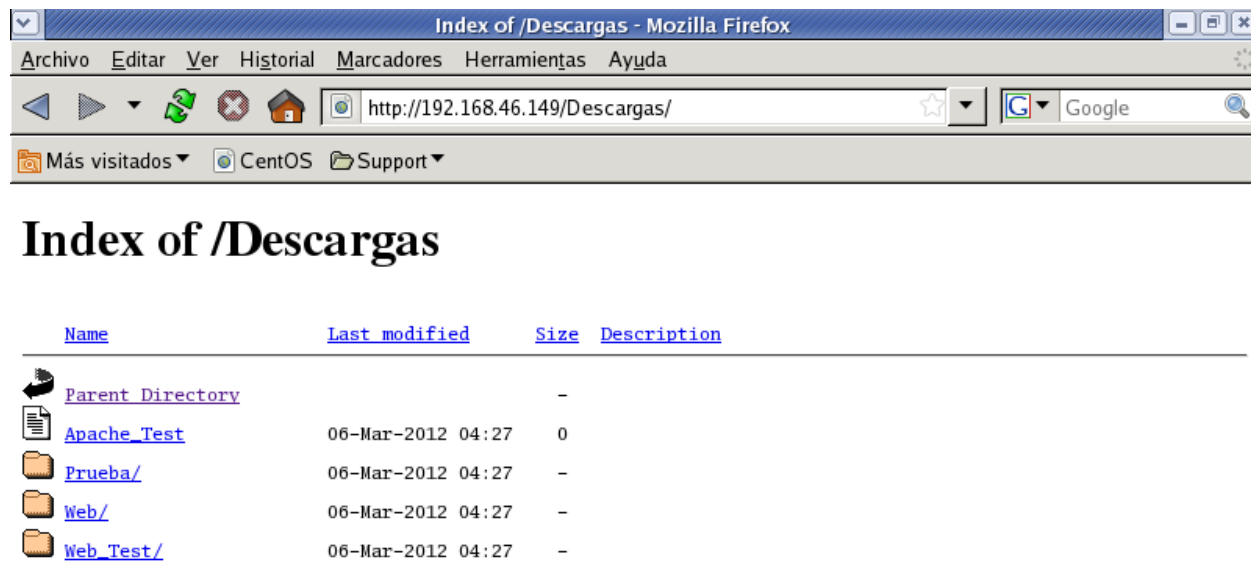 Index of /Descargas - Mozilla Firefox
Archivo Editar Ver Historial Marcadores Herramientas Ayuda
http://192.168.46.149/Descargas/ G Google
Más visitados CentOS Support
Index of /Descargas
Name Last modified Size Description
Parent Directory -
Apache_Test 06-Mar-2012 04:27 0
Prueba/ 06-Mar-2012 04:27 -
Web/ 06-Mar-2012 04:27 -
Web_Test/ 06-Mar-2012 04:27 -